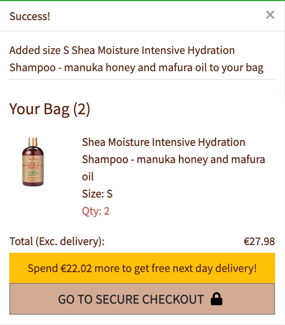 Success!
×
Added size S Shea Moisture Intensive Hydration
Shampoo - manuka honey and mafura oil to your bag
Your Bag (2)
Shea Moisture Intensive Hydration
Shampoo - manuka honey and mafura
oil
Size: S
Qty: 2
Total (Exc. delivery): €27.98
Spend €22.02 more to get free next day delivery!
GO TO SECURE CHECKOUT